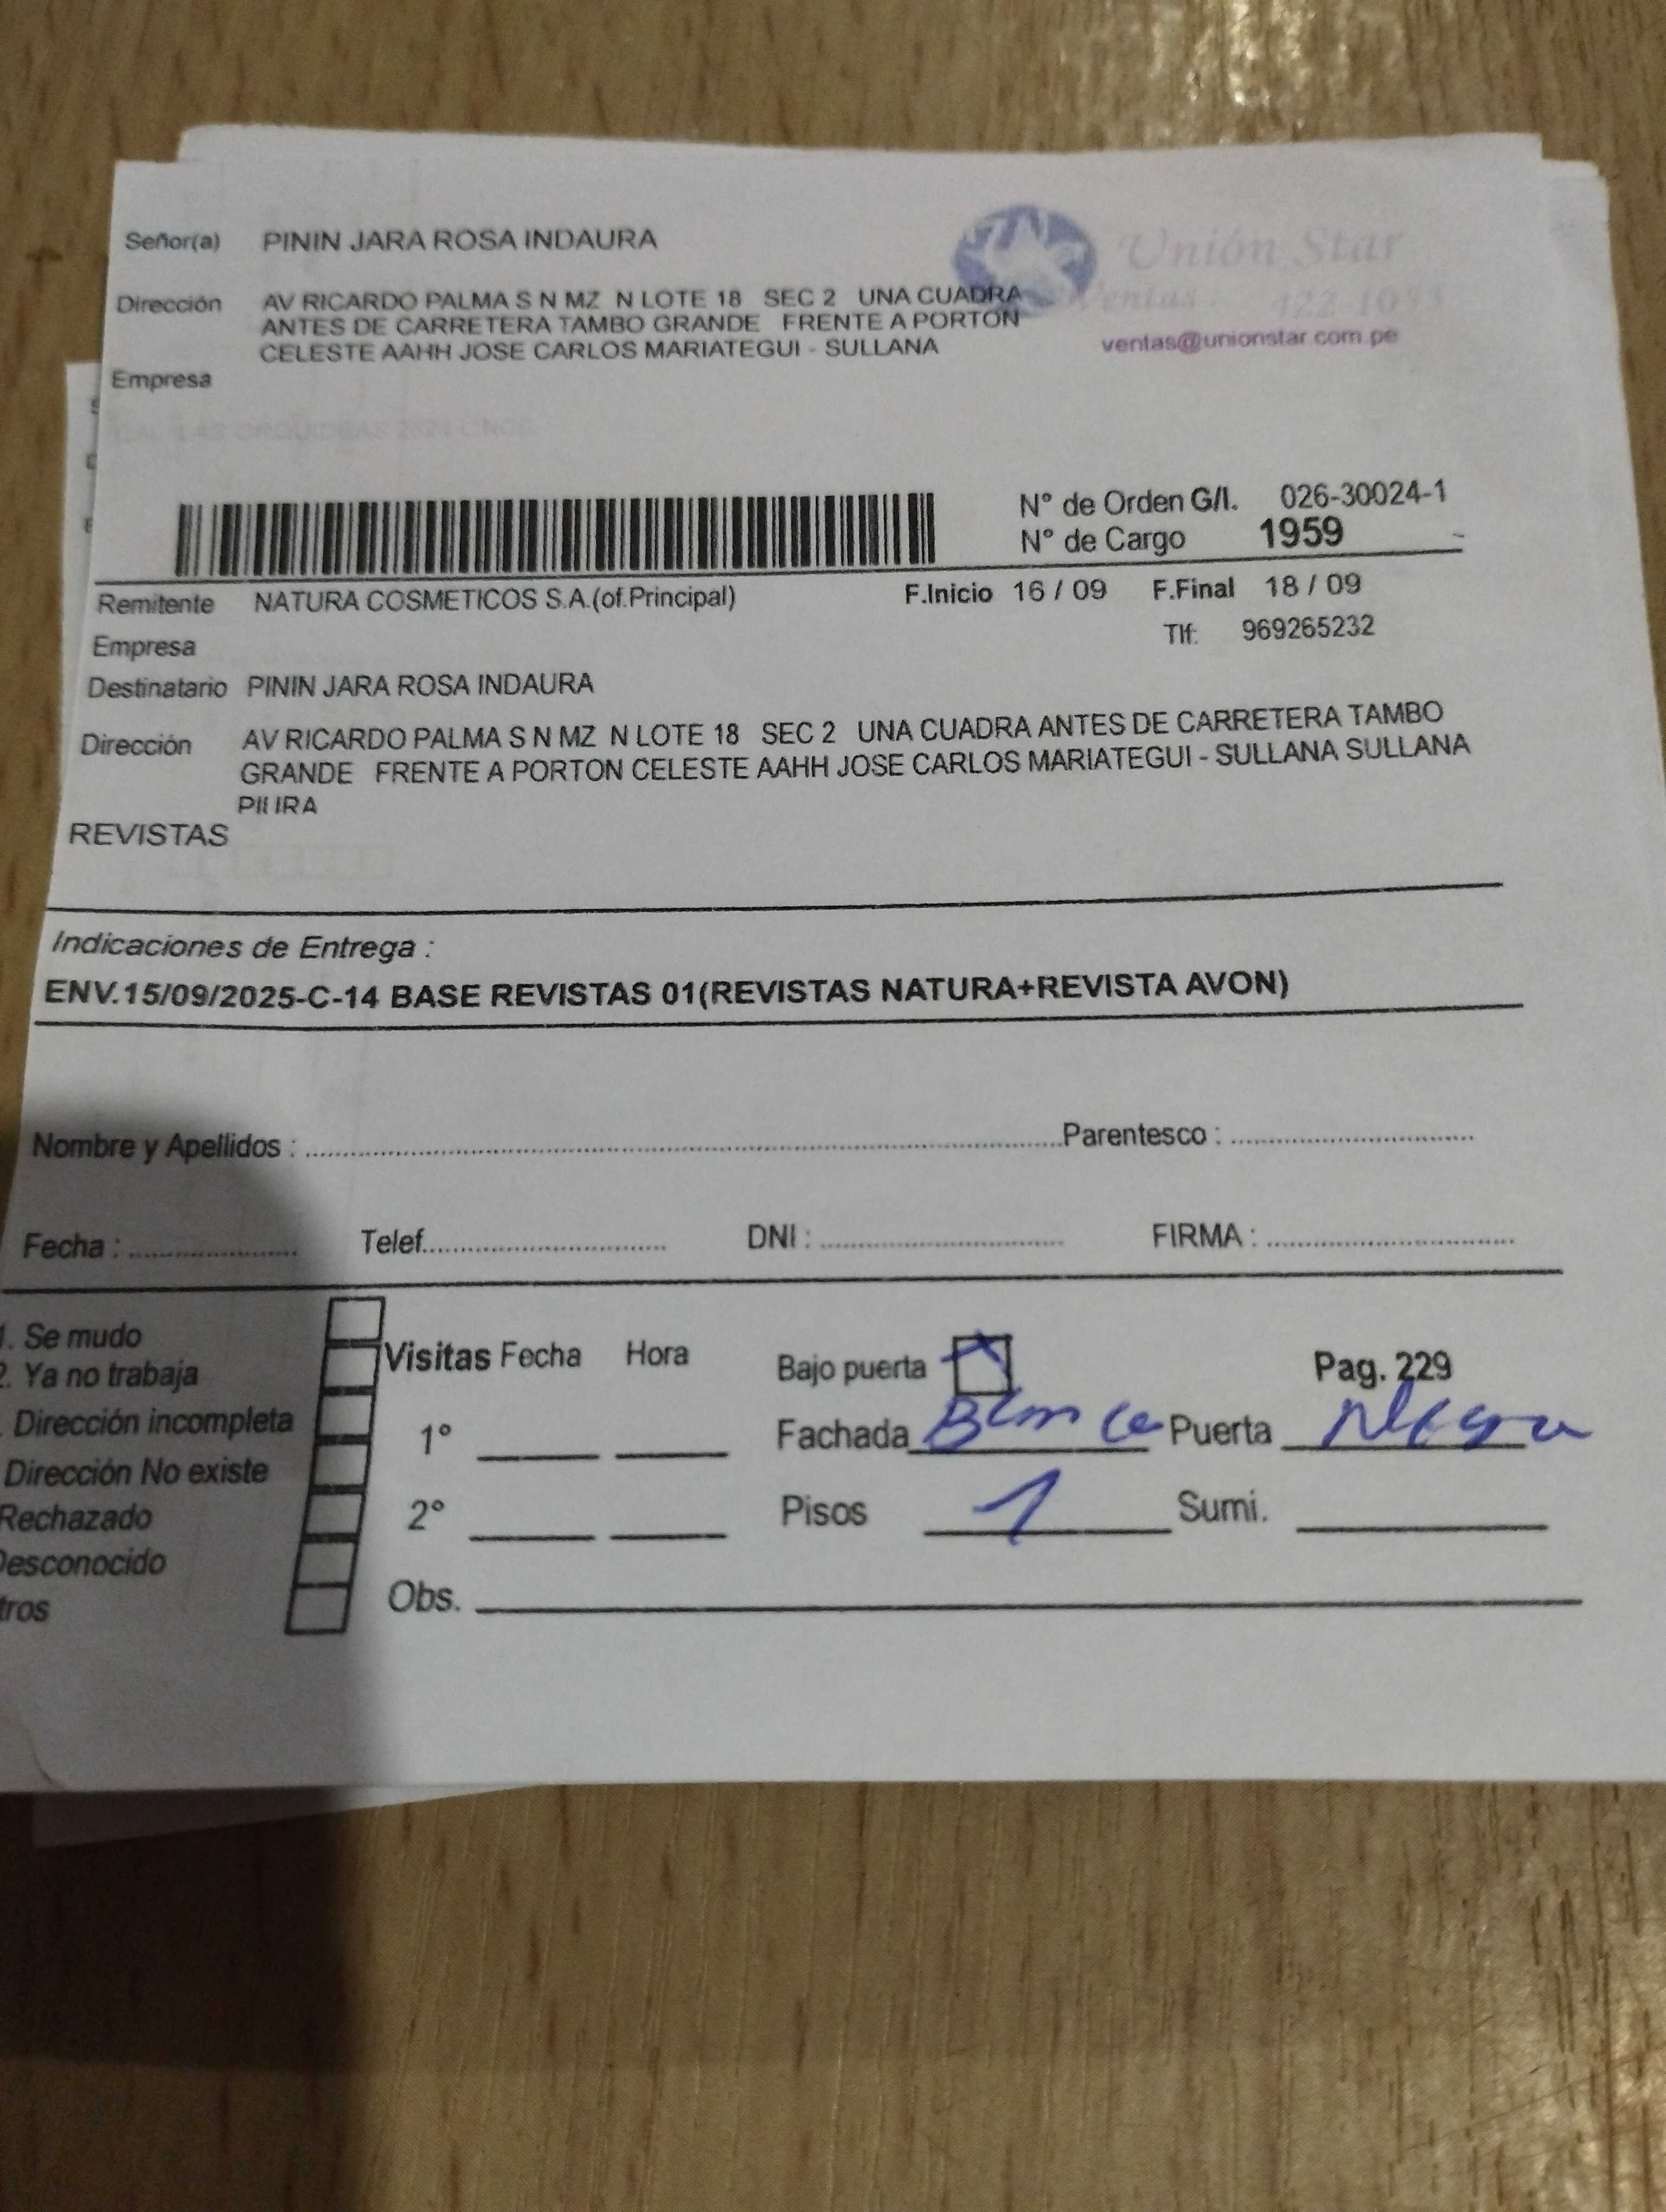 Señor(a) PININ JARA ROSA INDAURA
Unión Star
Dirección AV RICARDO PALMA S N MZ N LOTE 18 SEC 2 UNA CUADRA
ANTES DE CARRETERA TAMBO GRANDE FRENTE A PORTON
CELESTE AAHH JOSE CARLOS MARIATEGUI - SULLANA
Ventas
ventas@unionstar.com.pe
Empresa
N° de Orden G/I. 026-30024-1
N° de Cargo 1959
Remitente NATURA COSMETICOS S.A.(of.Principal) F.Inicio 16 / 09 F.Final 18 / 09
Empresa Tlf: 969265232
Destinatario PININ JARA ROSA INDAURA
Dirección AV RICARDO PALMA S N MZ N LOTE 18 SEC 2 UNA CUADRA ANTES DE CARRETERA TAMBO
GRANDE FRENTE A PORTON CELESTE AAHH JOSE CARLOS MARIATEGUI - SULLANA SULLANA
PIURA
REVISTAS
Indicaciones de Entrega :
ENV.15/09/2025-C-14 BASE REVISTAS 01(REVISTAS NATURA+REVISTA AVON)
Nombre y Apellidos : Parentesco :
Fecha : Telef. DNI : FIRMA :
1. Se mudo
2. Ya no trabaja
Dirección incompleta
Dirección No existe
Rechazado
Desconocido
tros
Visitas Fecha Hora
1°
2°
Obs.
Bajo puerta Pag. 229
Fachada Blanca Puerta Negra
Pisos 1 Sumi.